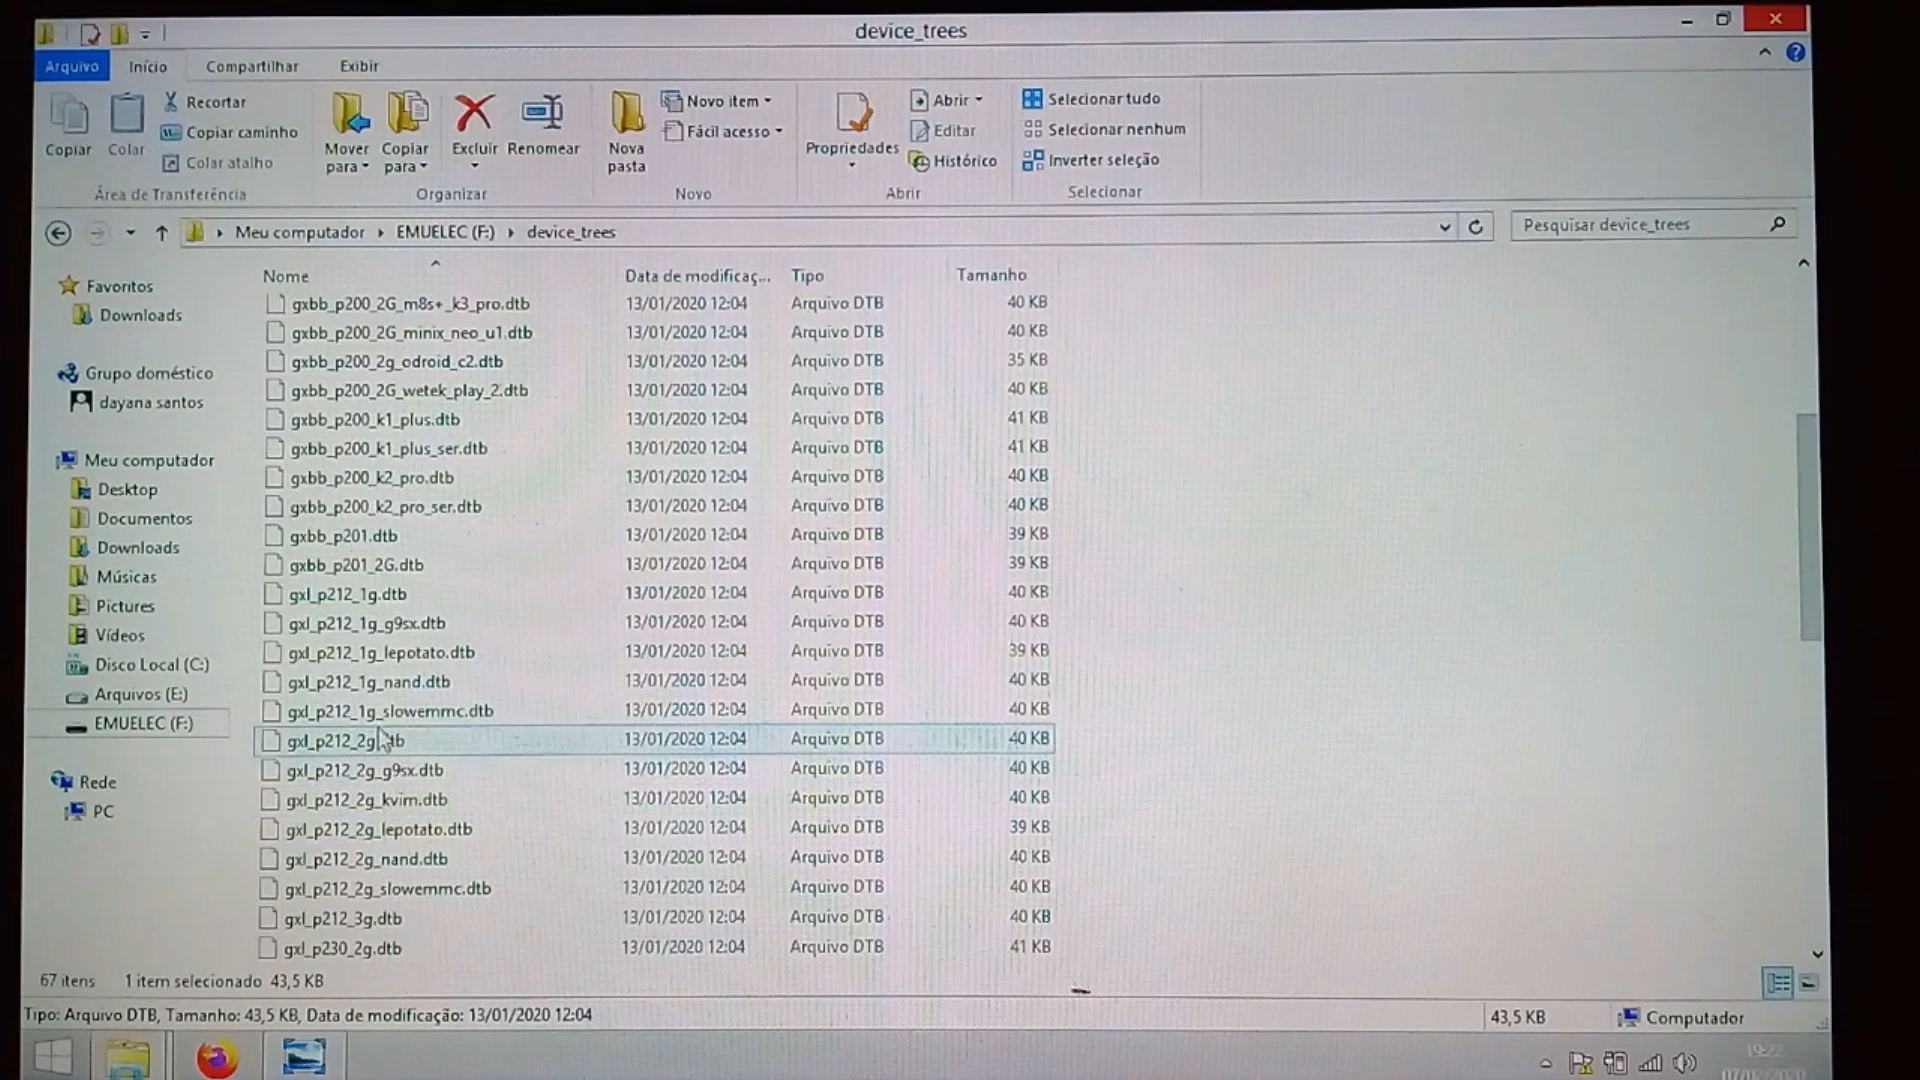 device_trees
Arquivo
Início
Compartilhar
Exibir
Copiar
Colar
Recortar
Copiar caminho
Colar atalho
Área de Transferência
Mover para
Copiar para
Excluir
Renomear
Organizar
Nova pasta
Novo item
Fácil acesso
Novo
Propriedades
Abrir
Editar
Histórico
Abrir
Selecionar tudo
Selecionar nenhum
Inverter seleção
Selecionar
Meu computador EMUELEC (F:) device_trees
Pesquisar device_trees
Favoritos
Downloads
Grupo doméstico
dayana santos
Meu computador
Desktop
Documentos
Downloads
Músicas
Pictures
Vídeos
Disco Local (C:)
Arquivos (E:)
EMUELEC (F:)
Rede
PC
Nome Data de modificaç... Tipo Tamanho
gxbb_p200_2G_m8s+_k3_pro.dtb 13/01/2020 12:04 Arquivo DTB 40 KB
gxbb_p200_2G_minix_neo_u1.dtb 13/01/2020 12:04 Arquivo DTB 40 KB
gxbb_p200_2g_odroid_c2.dtb 13/01/2020 12:04 Arquivo DTB 35 KB
gxbb_p200_2G_wetek_play_2.dtb 13/01/2020 12:04 Arquivo DTB 40 KB
gxbb_p200_k1_plus.dtb 13/01/2020 12:04 Arquivo DTB 41 KB
gxbb_p200_k1_plus_ser.dtb 13/01/2020 12:04 Arquivo DTB 41 KB
gxbb_p200_k2_pro.dtb 13/01/2020 12:04 Arquivo DTB 40 KB
gxbb_p200_k2_pro_ser.dtb 13/01/2020 12:04 Arquivo DTB 40 KB
gxbb_p201.dtb 13/01/2020 12:04 Arquivo DTB 39 KB
gxbb_p201_2G.dtb 13/01/2020 12:04 Arquivo DTB 39 KB
gxl_p212_1g.dtb 13/01/2020 12:04 Arquivo DTB 40 KB
gxl_p212_1g_g9sx.dtb 13/01/2020 12:04 Arquivo DTB 40 KB
gxl_p212_1g_lepotato.dtb 13/01/2020 12:04 Arquivo DTB 39 KB
gxl_p212_1g_nand.dtb 13/01/2020 12:04 Arquivo DTB 40 KB
gxl_p212_1g_slowemmc.dtb 13/01/2020 12:04 Arquivo DTB 40 KB
gxl_p212_2g.dtb 13/01/2020 12:04 Arquivo DTB 40 KB
gxl_p212_2g_g9sx.dtb 13/01/2020 12:04 Arquivo DTB 40 KB
gxl_p212_2g_kvim.dtb 13/01/2020 12:04 Arquivo DTB 40 KB
gxl_p212_2g_lepotato.dtb 13/01/2020 12:04 Arquivo DTB 39 KB
gxl_p212_2g_nand.dtb 13/01/2020 12:04 Arquivo DTB 40 KB
gxl_p212_2g_slowemmc.dtb 13/01/2020 12:04 Arquivo DTB 40 KB
gxl_p212_3g.dtb 13/01/2020 12:04 Arquivo DTB 40 KB
gxl_p230_2g.dtb 13/01/2020 12:04 Arquivo DTB 41 KB
67 itens 1 item selecionado 43,5 KB
Tipo: Arquivo DTB, Tamanho: 43,5 KB, Data de modificação: 13/01/2020 12:04 43,5 KB Computador
19:22